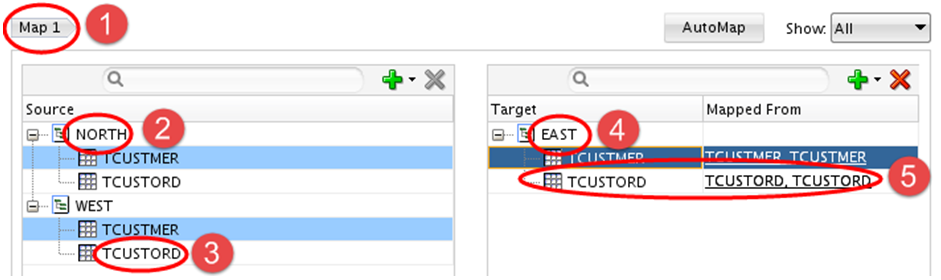 Map 1 1 AutoMap Show: All
Source Target Mapped From
NORTH 2 EAST 4
TCUSTMER TCUSTMER TCUSTMER, TCUSTMER
TCUSTORD TCUSTORD TCUSTORD, TCUSTORD 5
WEST
TCUSTMER
TCUSTORD 3